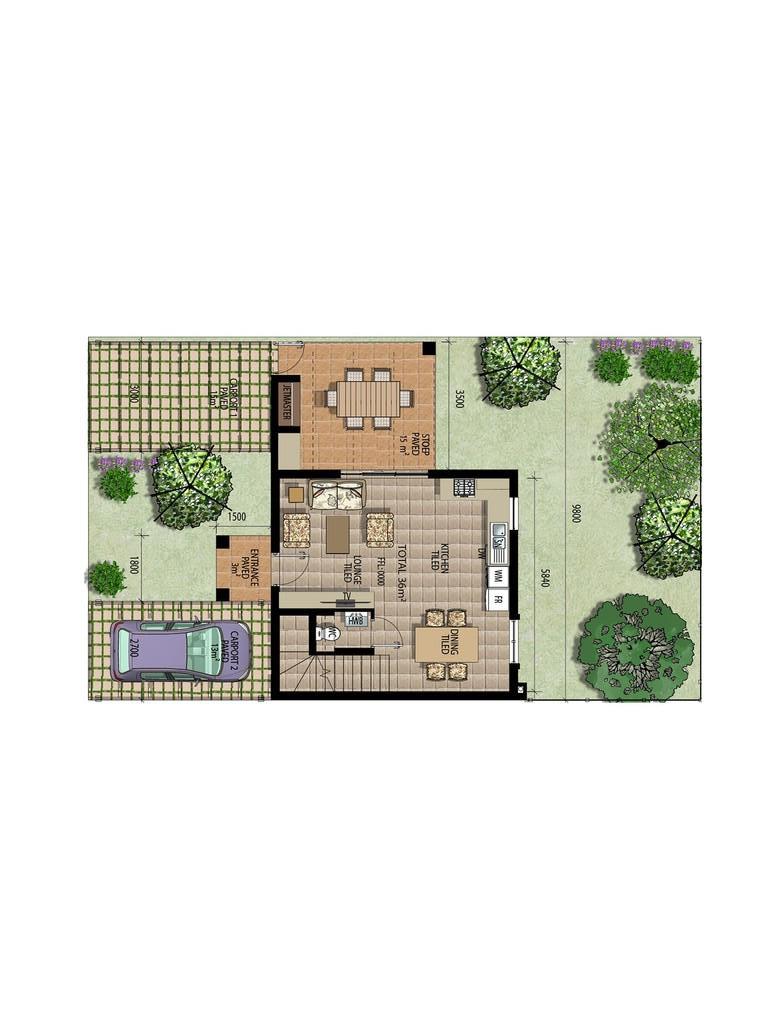 CARPORT 1
PAVED
15m²
3000
JETMASTER
STOEP
PAVED
15 m²
3500
9800
5840
1500
1800
ENTRANCE
PAVED
3m²
KITCHEN
TILED
DW
WM
FR
TOTAL 36m²
FFL: 0000
LOUNGE
TILED
TV
HWB
WC
DINING
TILED
CARPORT 2
PAVED
13m²
2700